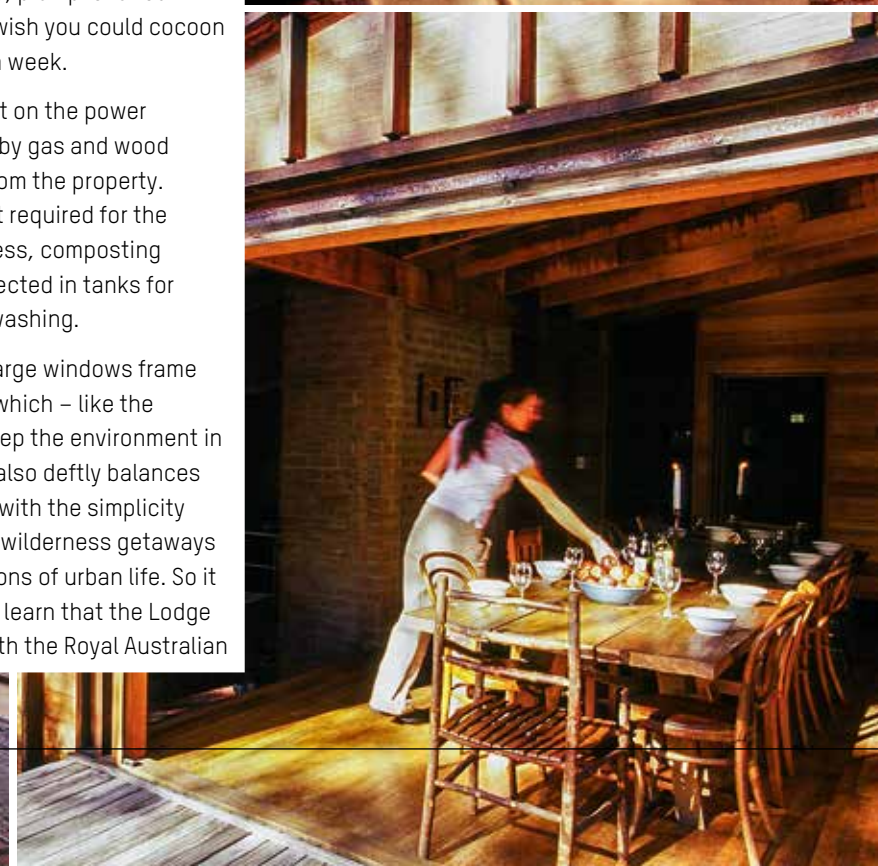 wish you could cocoon
week.
t on the power
by gas and wood
om the property.
t required for the
ess, composting
ected in tanks for
washing.
arge windows frame
which – like the
ep the environment in
also deftly balances
with the simplicity
wilderness getaways
ons of urban life. So it
learn that the Lodge
th the Royal Australian